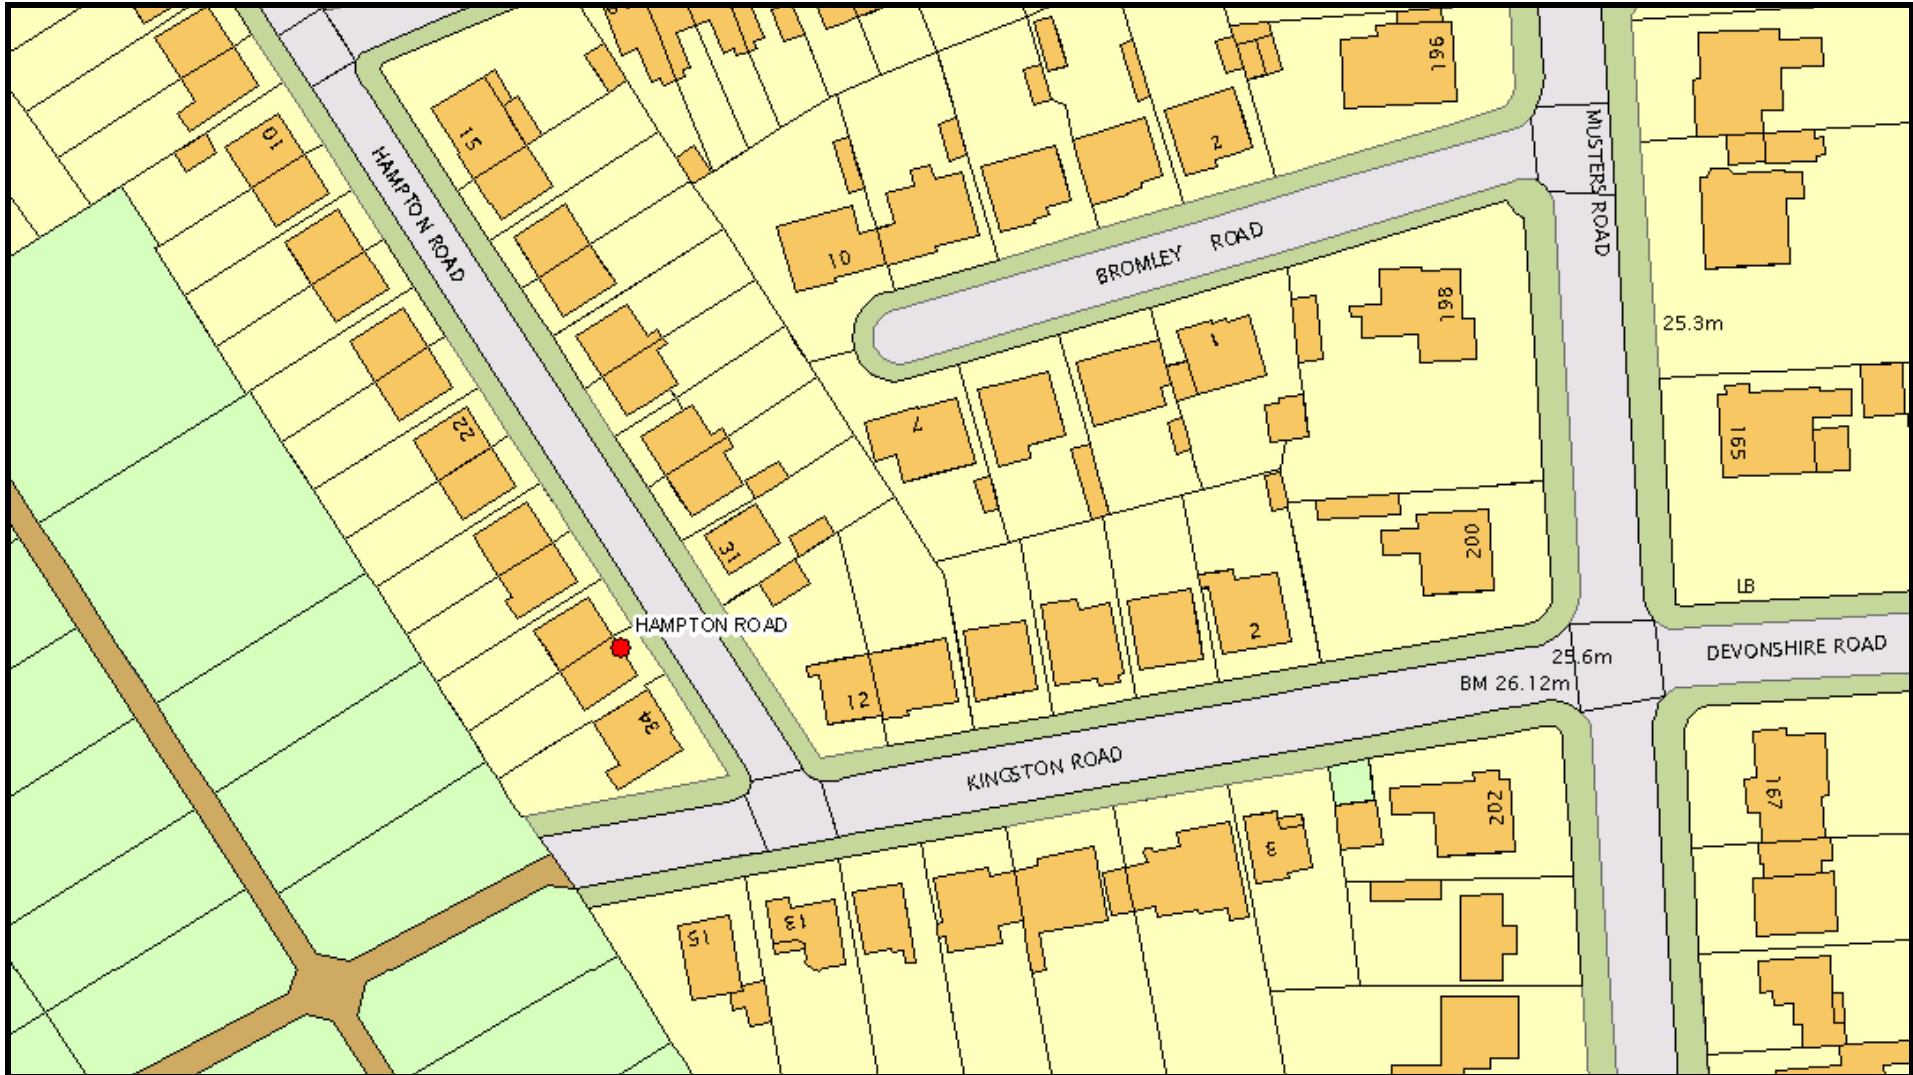 196
10
15
HAMPTON ROAD
MUSTERS ROAD
2
10
BROMLEY ROAD
198
25.3m
1
7
22
165
31
200
LB
HAMPTON ROAD
2
DEVONSHIRE ROAD
25.6m
BM 26.12m
12
34
KINGSTON ROAD
167
202
3
13
15